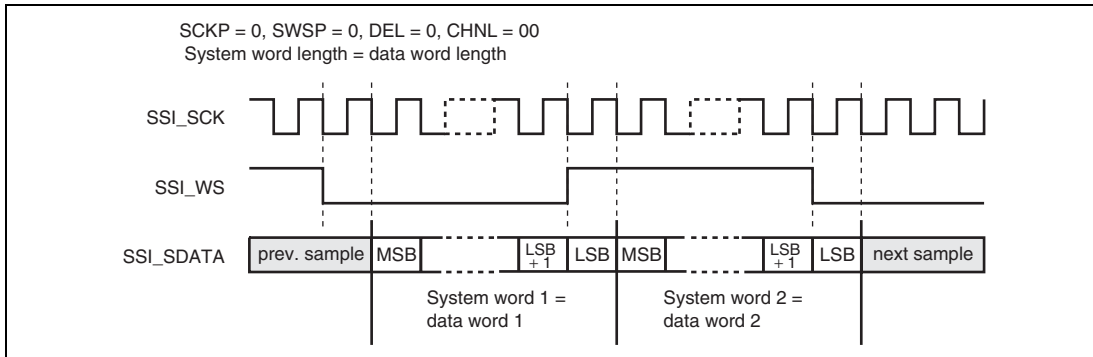 SCKP = 0, SWSP = 0, DEL = 0, CHNL = 00
System word length = data word length
SSI_SCK
SSI_WS
SSI_SDATA
prev. sample
MSB
LSB
+ 1
LSB
MSB
LSB
+ 1
LSB
next sample
System word 1 =
data word 1
System word 2 =
data word 2